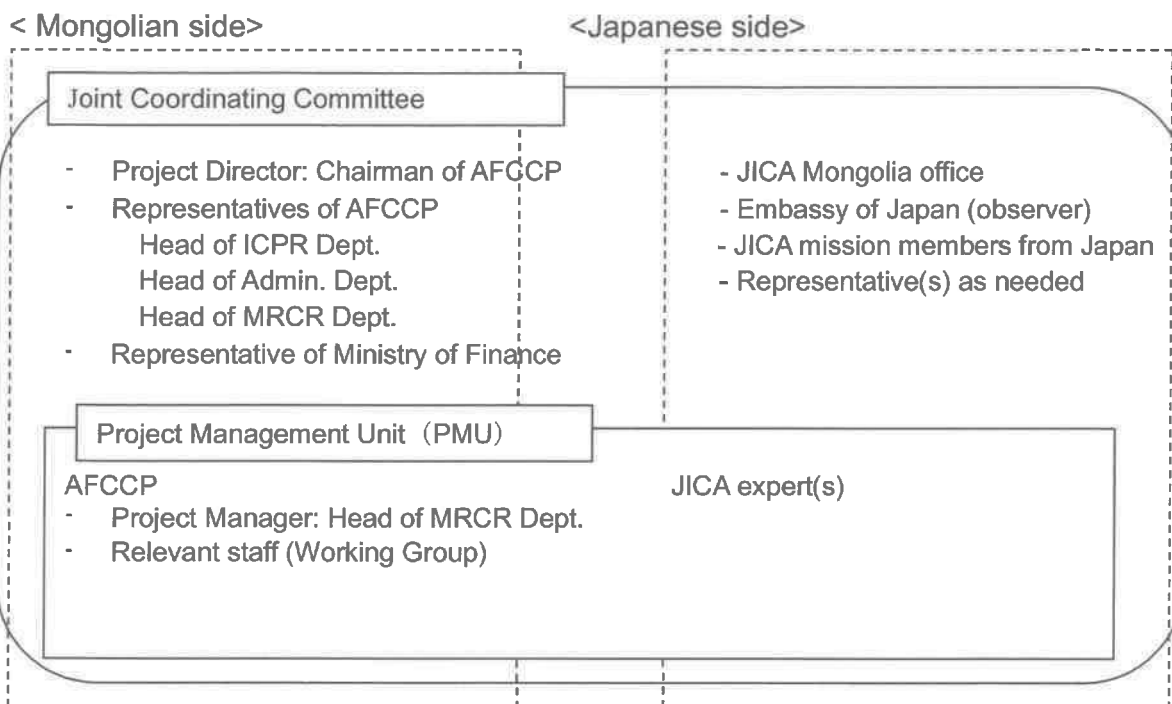 < Mongolian side>
<Japanese side>
Joint Coordinating Committee
- Project Director: Chairman of AFCCP
- Representatives of AFCCP
Head of ICPR Dept.
Head of Admin. Dept.
Head of MRCR Dept.
- Representative of Ministry of Finance
- JICA Mongolia office
- Embassy of Japan (observer)
- JICA mission members from Japan
- Representative(s) as needed
Project Management Unit（PMU）
AFCCP
- Project Manager: Head of MRCR Dept.
- Relevant staff (Working Group)
JICA expert(s)